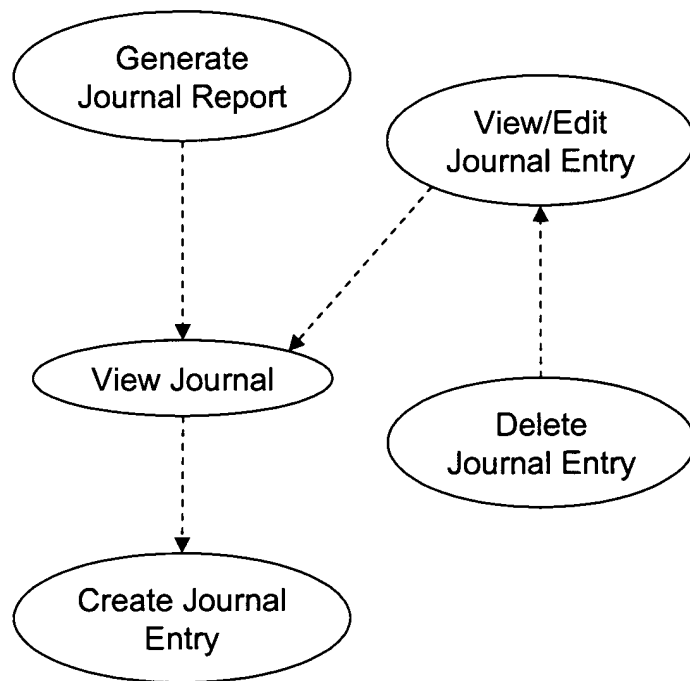 Generate
Journal Report
View/Edit
Journal Entry
View Journal
Delete
Journal Entry
Create Journal
Entry